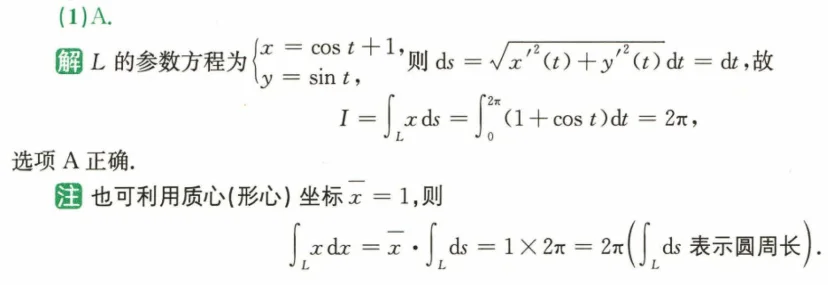 (1)A.
解 L 的参数方程为{x = cos t + 1, y = sin t, 则 ds = √(x′²(t) + y′²(t)) dt = dt,故
I = ∫_L x ds = ∫_0^{2π} (1 + cos t)dt = 2π,
选项 A 正确.
注 也可利用质心(形心)坐标 x̄ = 1,则
∫_L x dx = x̄ · ∫_L ds = 1 × 2π = 2π(∫_L ds 表示圆周长).